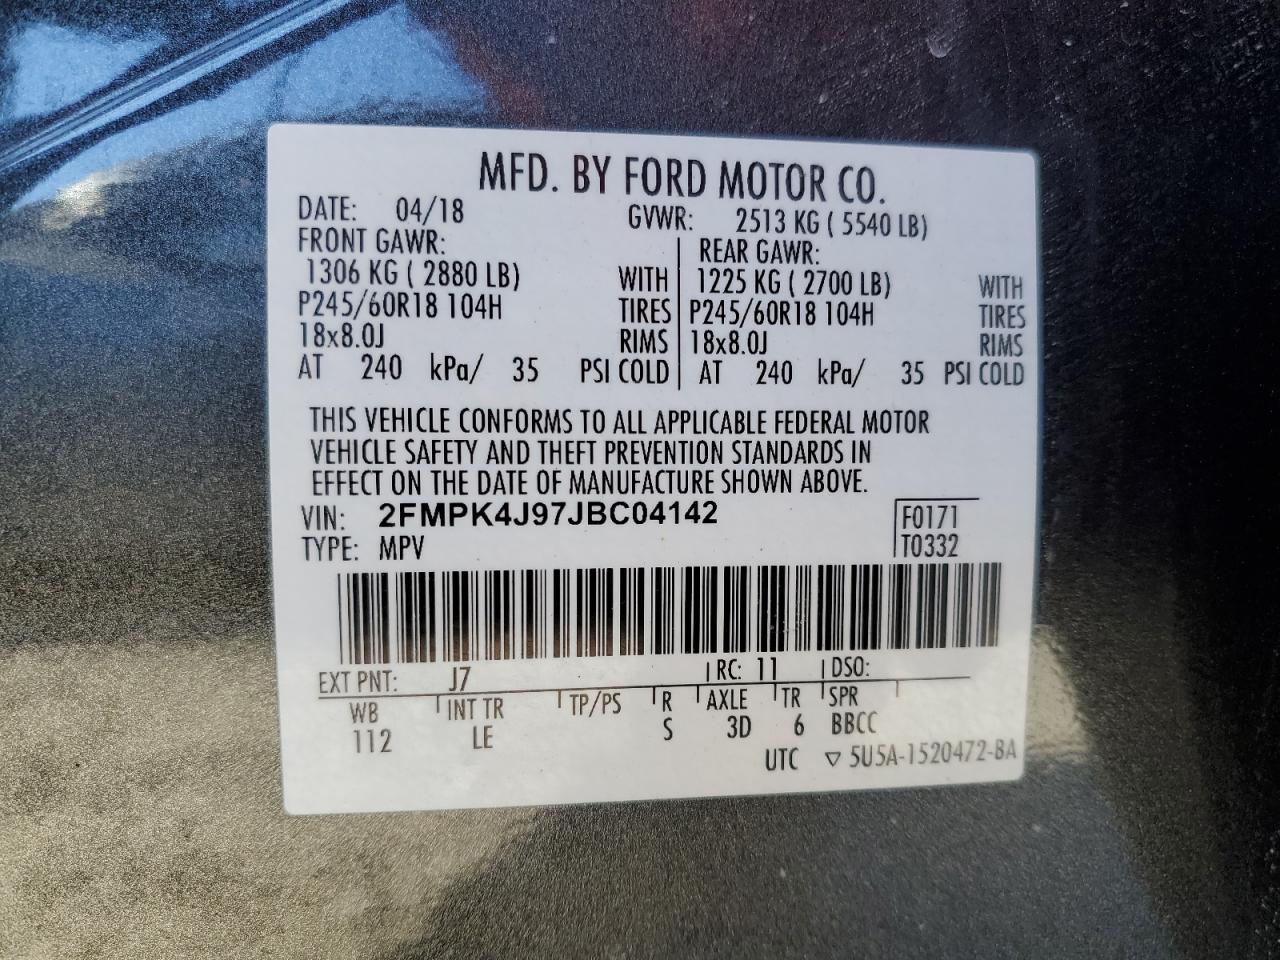 MFD. BY FORD MOTOR CO.
DATE: 04/18 GVWR: 2513 KG ( 5540 LB)
FRONT GAWR: REAR GAWR:
1306 KG ( 2880 LB) WITH 1225 KG ( 2700 LB) WITH
P245/60R18 104H TIRES P245/60R18 104H TIRES
18x8.0J RIMS 18x8.0J RIMS
AT 240 kPa/ 35 PSI COLD AT 240 kPa/ 35 PSI COLD
THIS VEHICLE CONFORMS TO ALL APPLICABLE FEDERAL MOTOR
VEHICLE SAFETY AND THEFT PREVENTION STANDARDS IN
EFFECT ON THE DATE OF MANUFACTURE SHOWN ABOVE.
VIN: 2FMPK4J97JBC04142 F0171
TYPE: MPV T0332
EXT PNT: J7 RC: 11 DSO:
WB INT TR TP/PS R AXLE TR SPR
112 LE S 3D 6 BBCC
UTC ▽ 5U5A-1520472-BA